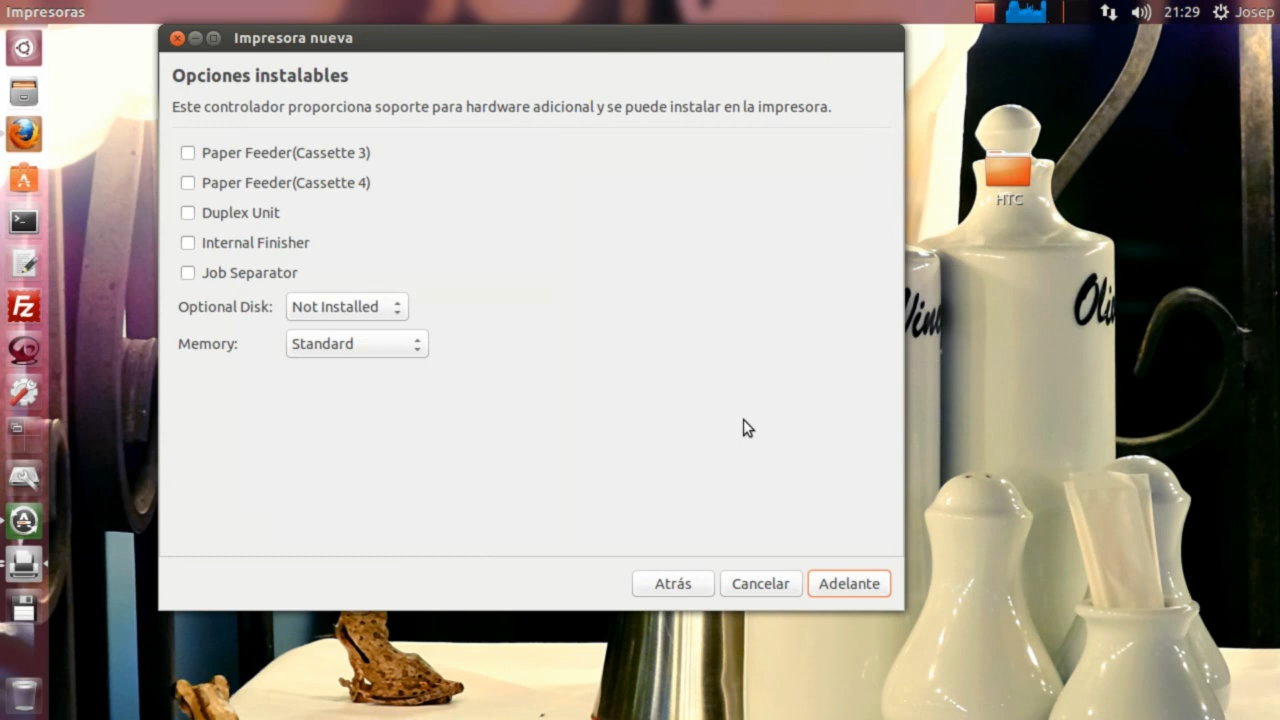 Impresoras
21:29
Josep
Impresora nueva
Opciones instalables
Este controlador proporciona soporte para hardware adicional y se puede instalar en la impresora.
Paper Feeder(Cassette 3)
Paper Feeder(Cassette 4)
Duplex Unit
Internal Finisher
Job Separator
Optional Disk: Not Installed
Memory: Standard
Atrás Cancelar Adelante
HTC
Fz